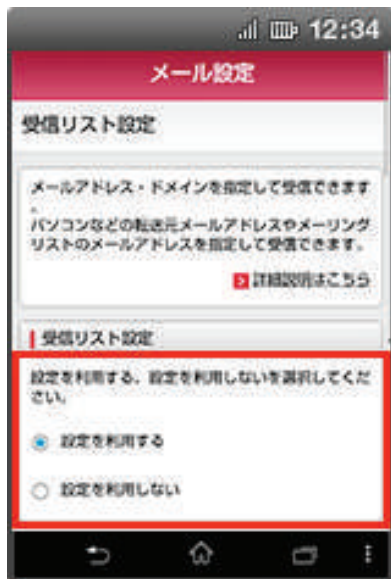 12:34
メール設定
受信リスト設定
メールアドレス・ドメインを指定して受信できます
.
パソコンなどの転送元メールアドレスやメーリング
リストのメールアドレスを指定して受信できます。
詳細説明はこちら
受信リスト設定
設定を利用する、設定を利用しないを選択してくだ
さい。
設定を利用する
設定を利用しない